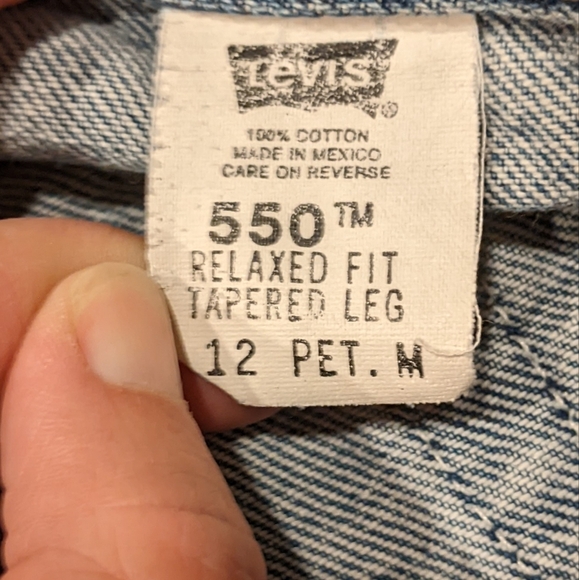 Levi's®
100% COTTON
MADE IN MEXICO
CARE ON REVERSE
550™
RELAXED FIT
TAPERED LEG
12 PET. M